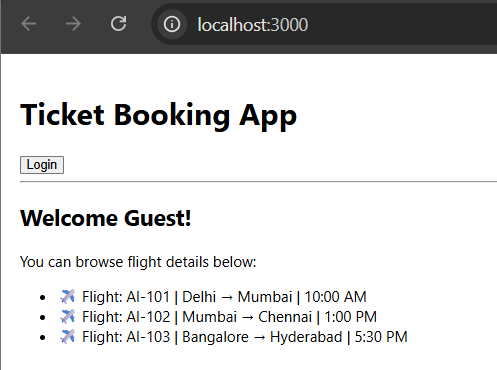 localhost:3000
Ticket Booking App
Login
Welcome Guest!
You can browse flight details below:
• ✈️ Flight: AI-101 | Delhi → Mumbai | 10:00 AM
• ✈️ Flight: AI-102 | Mumbai → Chennai | 1:00 PM
• ✈️ Flight: AI-103 | Bangalore → Hyderabad | 5:30 PM